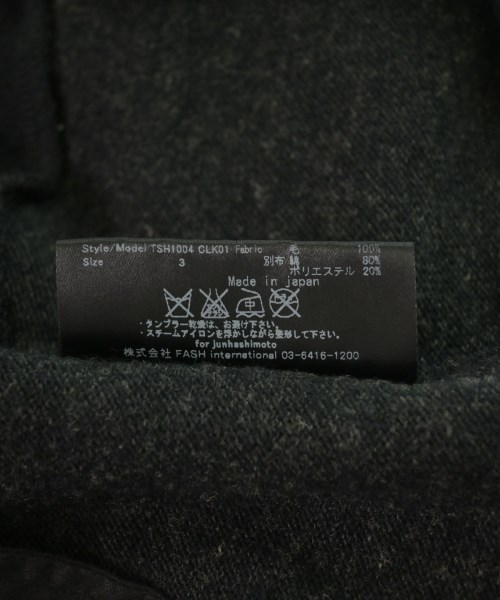 Style/Model TSH1004 CLK01 Fabric 毛 100%
Size 3 別布 綿 80%
ポリエステル 20%
Made in japan
・タンブラー乾燥は、お避け下さい。
・スチームアイロンを浮かしながら整形して下さい。
for junhashimoto
株式会社 FASH international 03-6416-1200